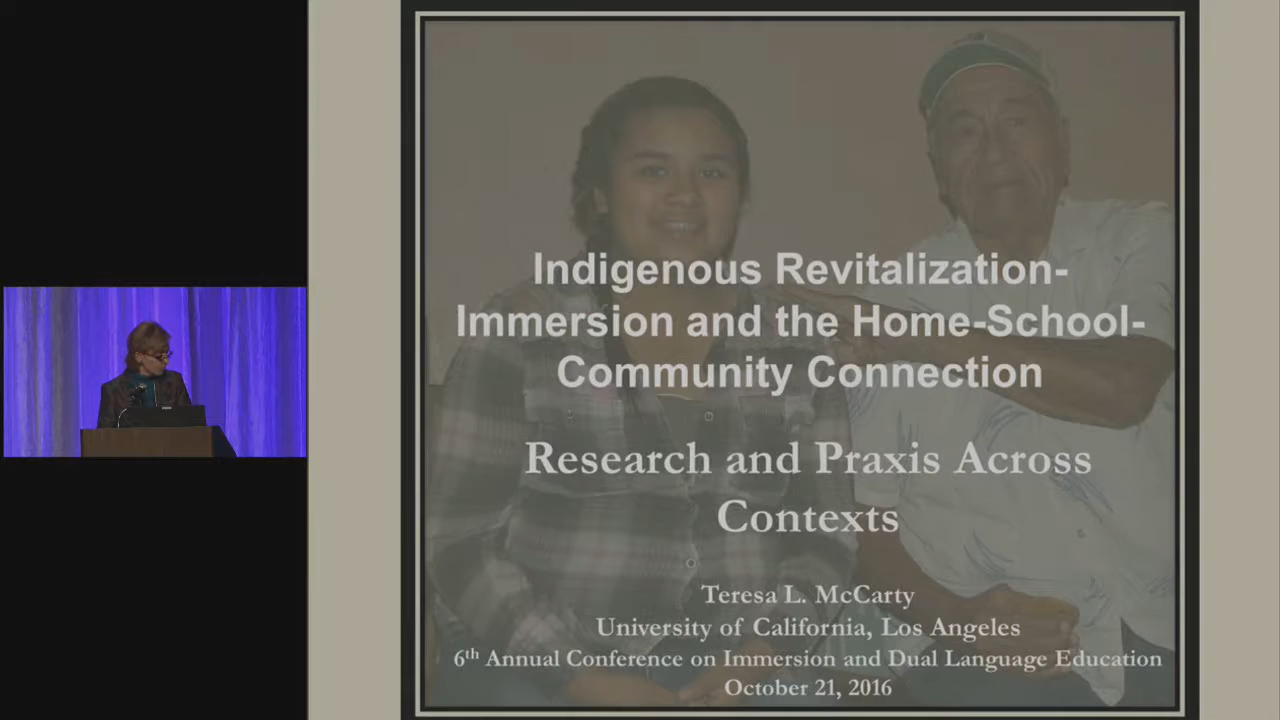 Indigenous Revitalization-
Immersion and the Home-School-
Community Connection
Research and Praxis Across
Contexts
Teresa L. McCarty
University of California, Los Angeles
6th Annual Conference on Immersion and Dual Language Education
October 21, 2016